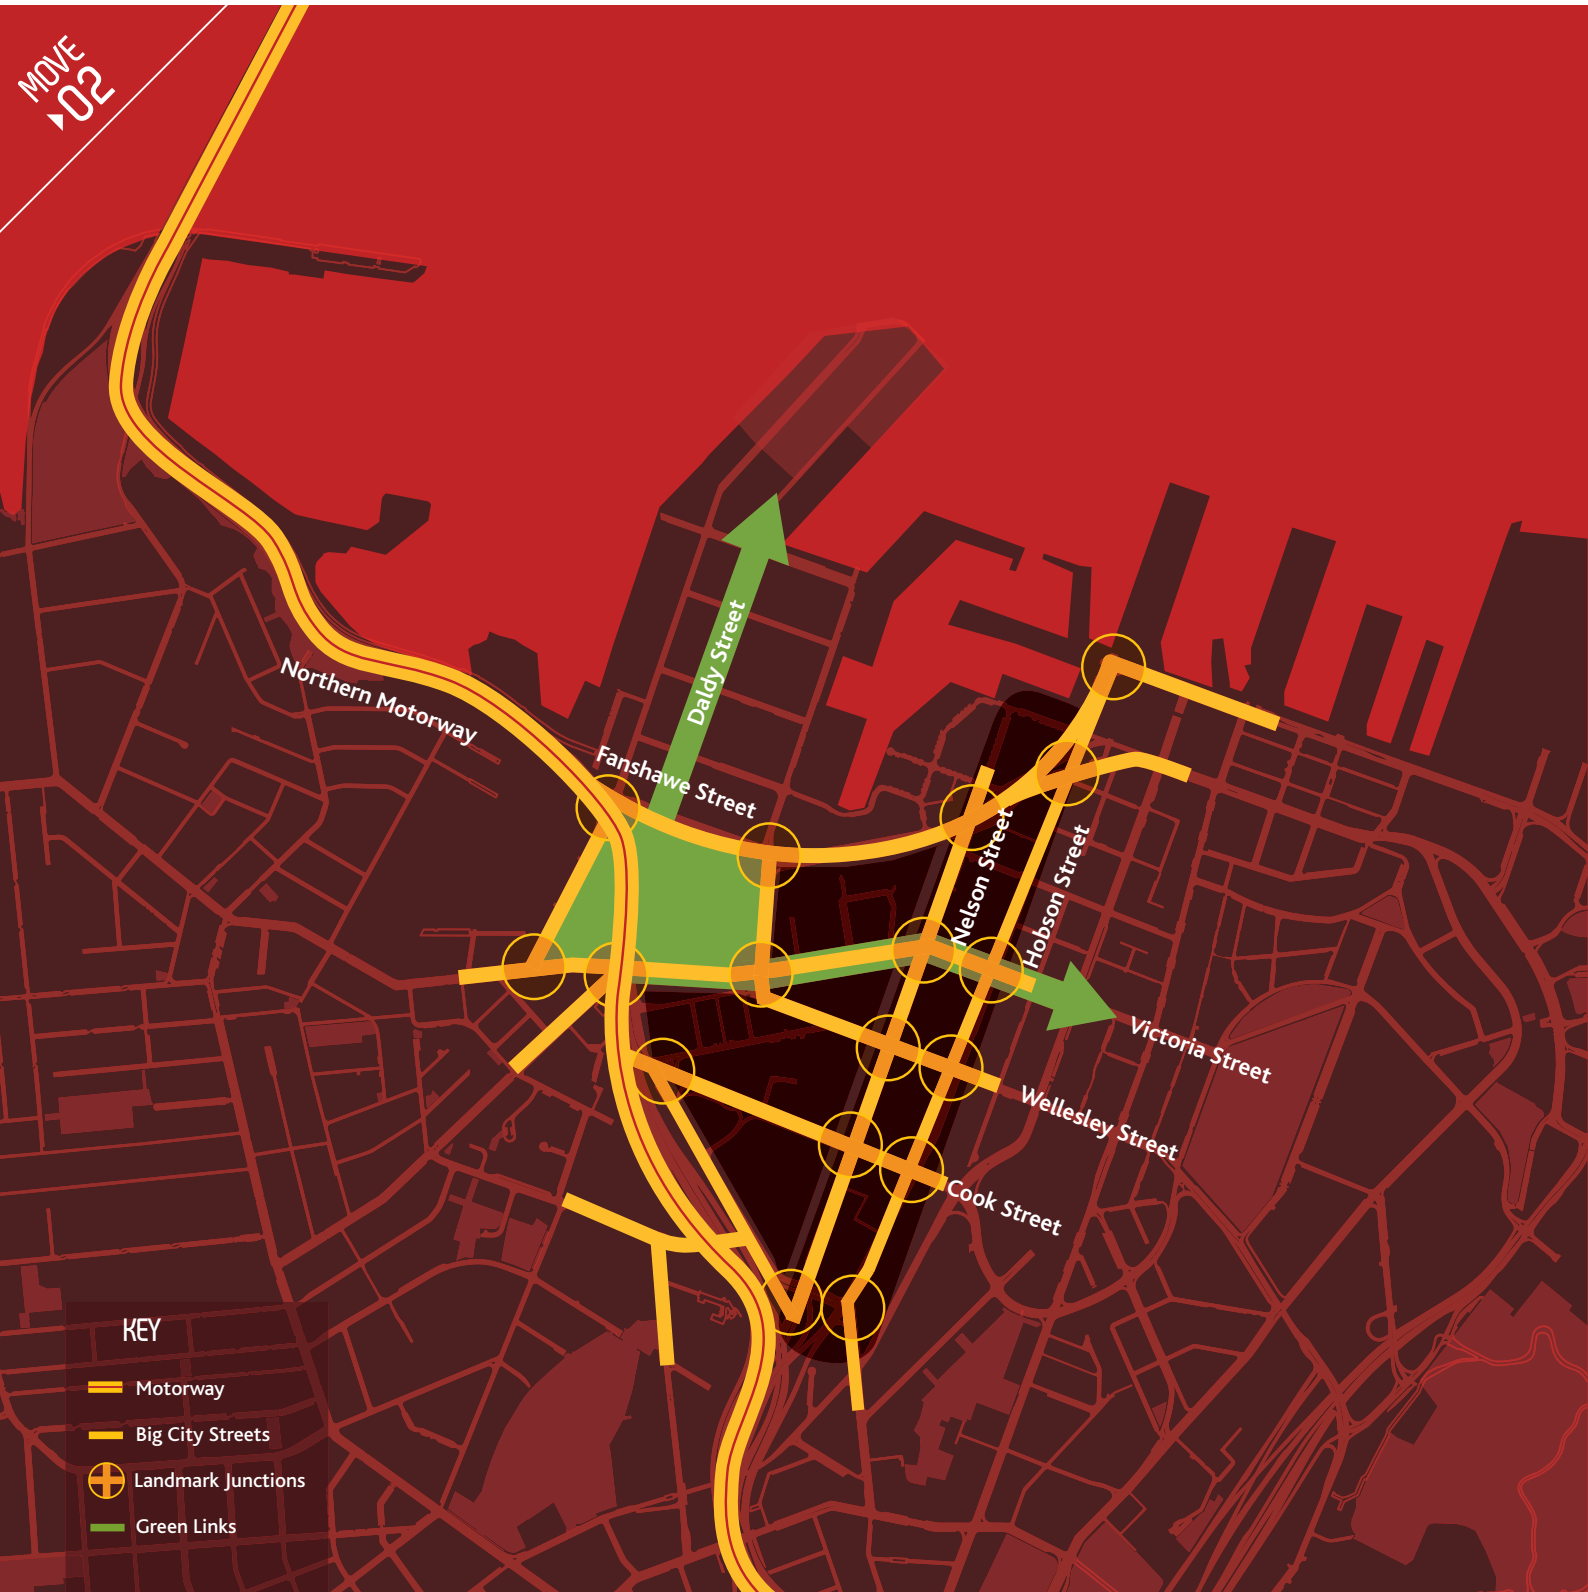 MOVE
02
Northern Motorway
Daldy Street
Fanshawe Street
Nelson Street
Hobson Street
Victoria Street
Wellesley Street
Cook Street
KEY
Motorway
Big City Streets
Landmark Junctions
Green Links